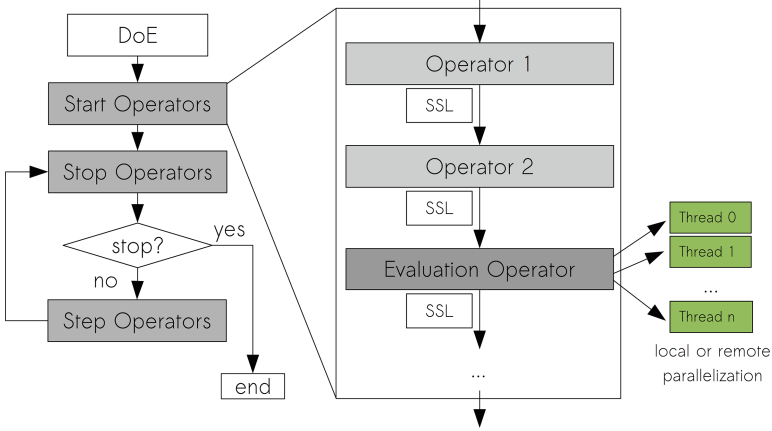 DoE
Start Operators
Stop Operators
stop?
yes
no
Step Operators
end
Operator 1
SSL
Operator 2
SSL
Evaluation Operator
SSL
...
Thread 0
Thread 1
...
Thread n
local or remote
parallelization